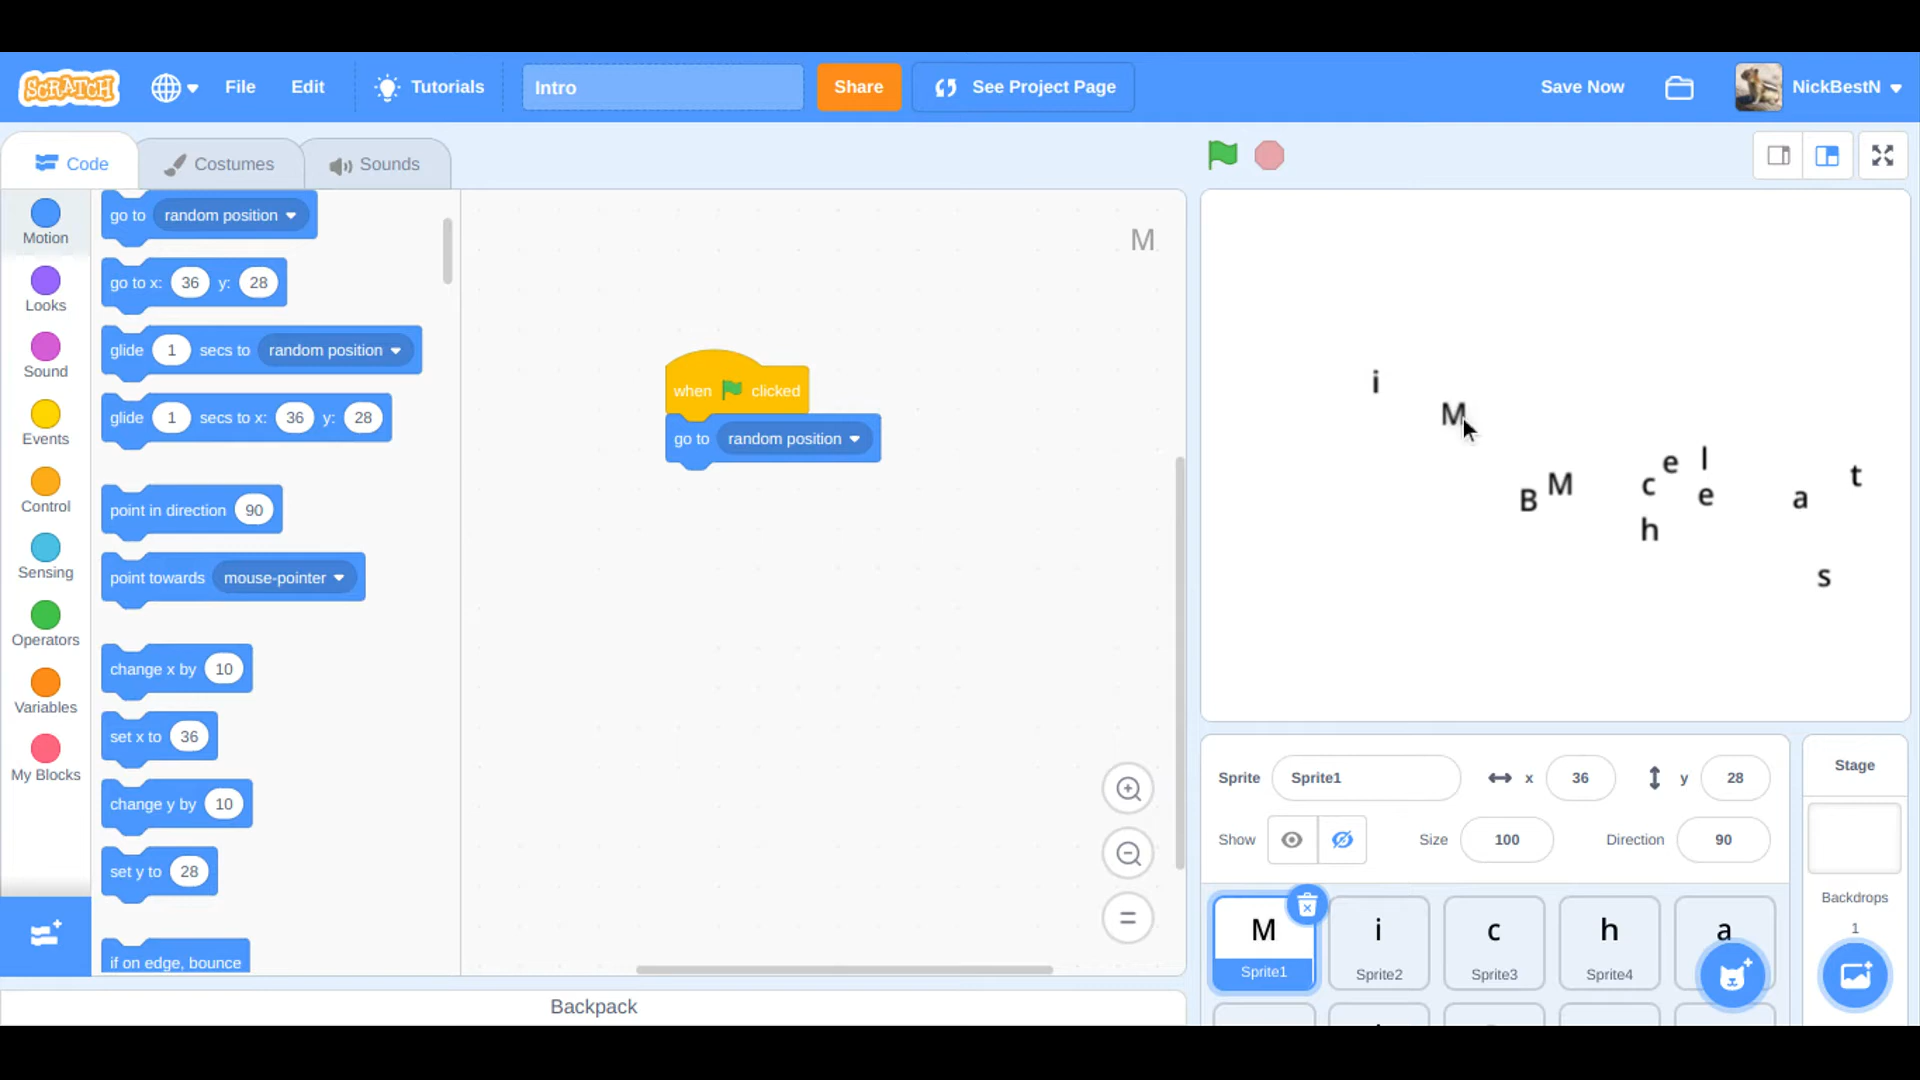 SCRATCH File Edit Tutorials Intro Share See Project Page Save Now NickBestN
Code Costumes Sounds
Motion
Looks
Sound
Events
Control
Sensing
Operators
Variables
My Blocks
go to random position
go to x: 36 y: 28
glide 1 secs to random position
glide 1 secs to x: 36 y: 28
point in direction 90
point towards mouse-pointer
change x by 10
set x to 36
change y by 10
set y to 28
if on edge, bounce
M
when clicked
go to random position
=
Backpack
i
M
e l
B M c e a t
h
s
Sprite Sprite1 x 36 y 28
Show Size 100 Direction 90
M i c h a
Sprite1 Sprite2 Sprite3 Sprite4
Stage
Backdrops
1